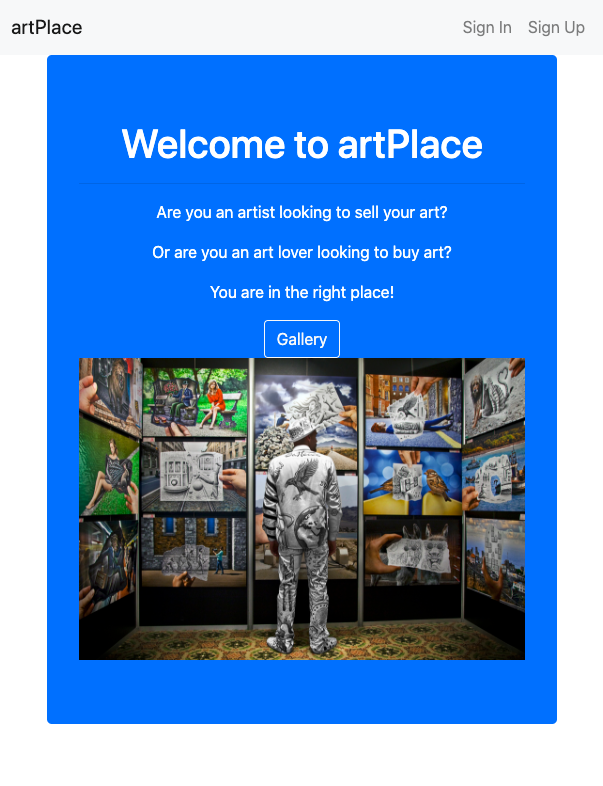 artPlace
Sign In
Sign Up
Welcome to artPlace
Are you an artist looking to sell your art?
Or are you an art lover looking to buy art?
You are in the right place!
Gallery